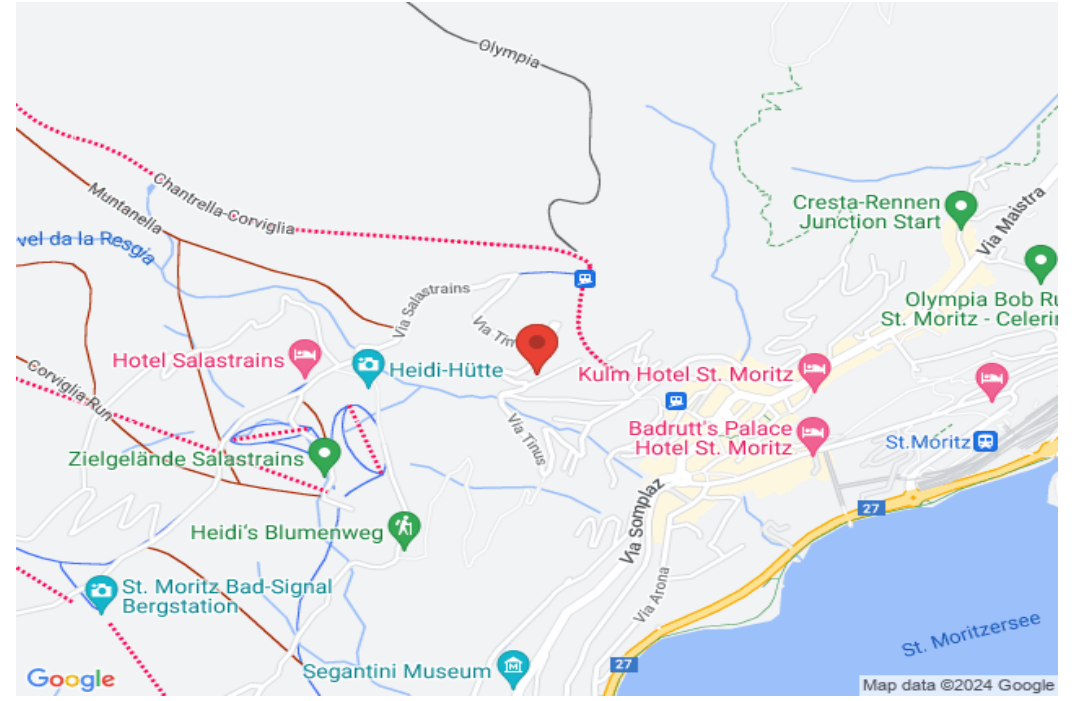 Olympia
Chantrella-Corviglia
Muntanella
vel da la Resgia
Cresta-Rennen
Junction Start
Via Maistra
Via Salastrains
Olympia Bob Ru
St. Moritz - Celerin
Via Tin
Hotel Salastrains
Heidi-Hütte
Kulm Hotel St. Moritz
Corviglia-Run
Via Tinus
Badrutt's Palace
Hotel St. Moritz
St.Moritz
Zielgelände Salastrains
27
Via Somplaz
Heidi's Blumenweg
St. Moritz Bad-Signal
Bergstation
Via Arona
St. Moritzersee
27
Segantini Museum
Google
Map data ©2024 Google